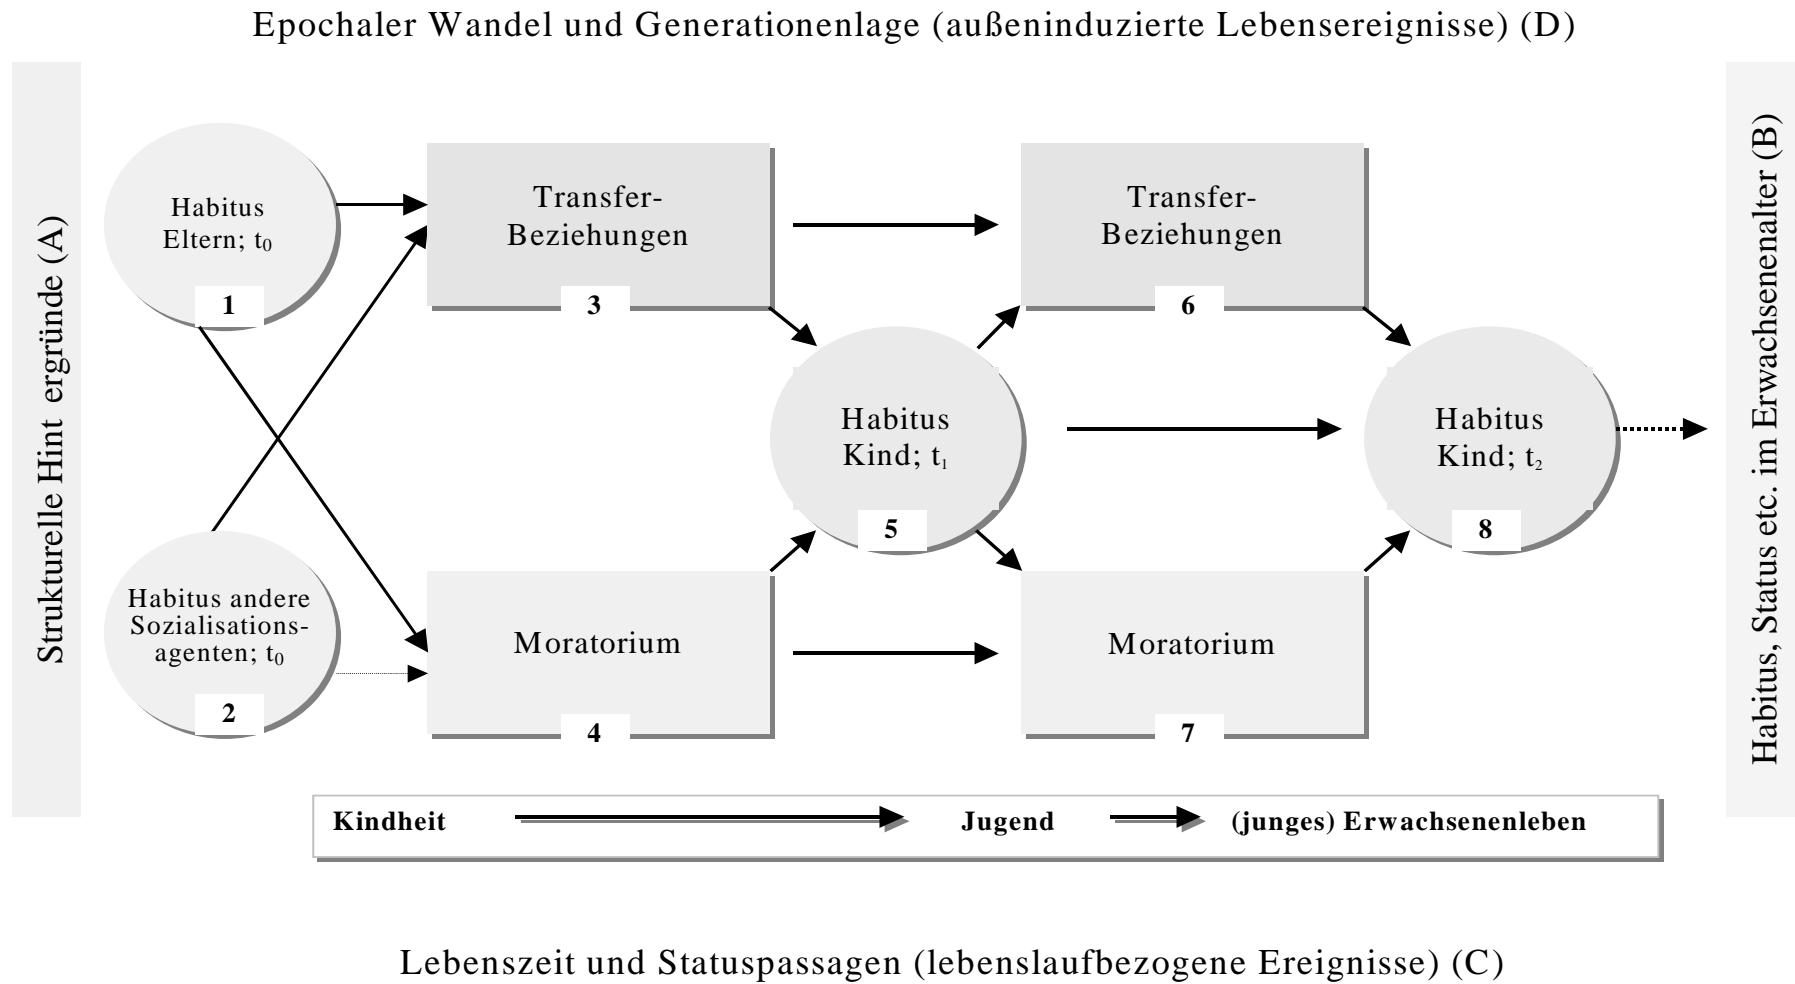 Epochaler Wandel und Generationenlage (außeninduzierte Lebensereignisse) (D)
Strukturelle Hint ergründe (A)
Habitus
Eltern; t₀
1
Habitus andere
Sozialisations-
agenten; t₀
2
Transfer-
Beziehungen
3
Moratorium
4
Habitus
Kind; t₁
5
Transfer-
Beziehungen
6
Moratorium
7
Habitus
Kind; t₂
8
Habitus, Status etc. im Erwachsenenalter (B)
Kindheit Jugend (junges) Erwachsenenleben
Lebenszeit und Statuspassagen (lebenslaufbezogene Ereignisse) (C)